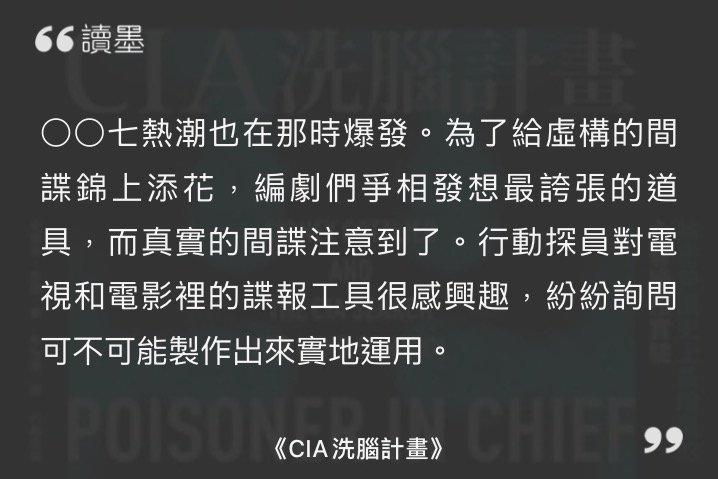 讀墨
CIA洗腦計畫
〇〇七熱潮也在那時爆發。為了給虛構的間
諜錦上添花，編劇們爭相發想最誇張的道
具，而真實的間諜注意到了。行動探員對電
視和電影裡的諜報工具很感興趣，紛紛詢問
可不可能製作出來實地運用。
POISONER IN CHIEF
《CIA洗腦計畫》